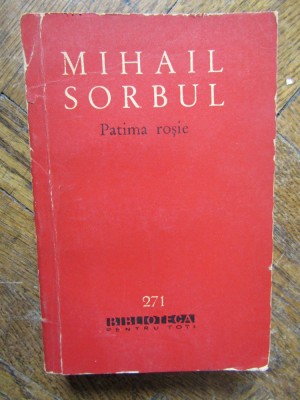 MIHAIL
SORBUL
Patima roșie
271
BIBLIOTECA
PENTRU TOȚI